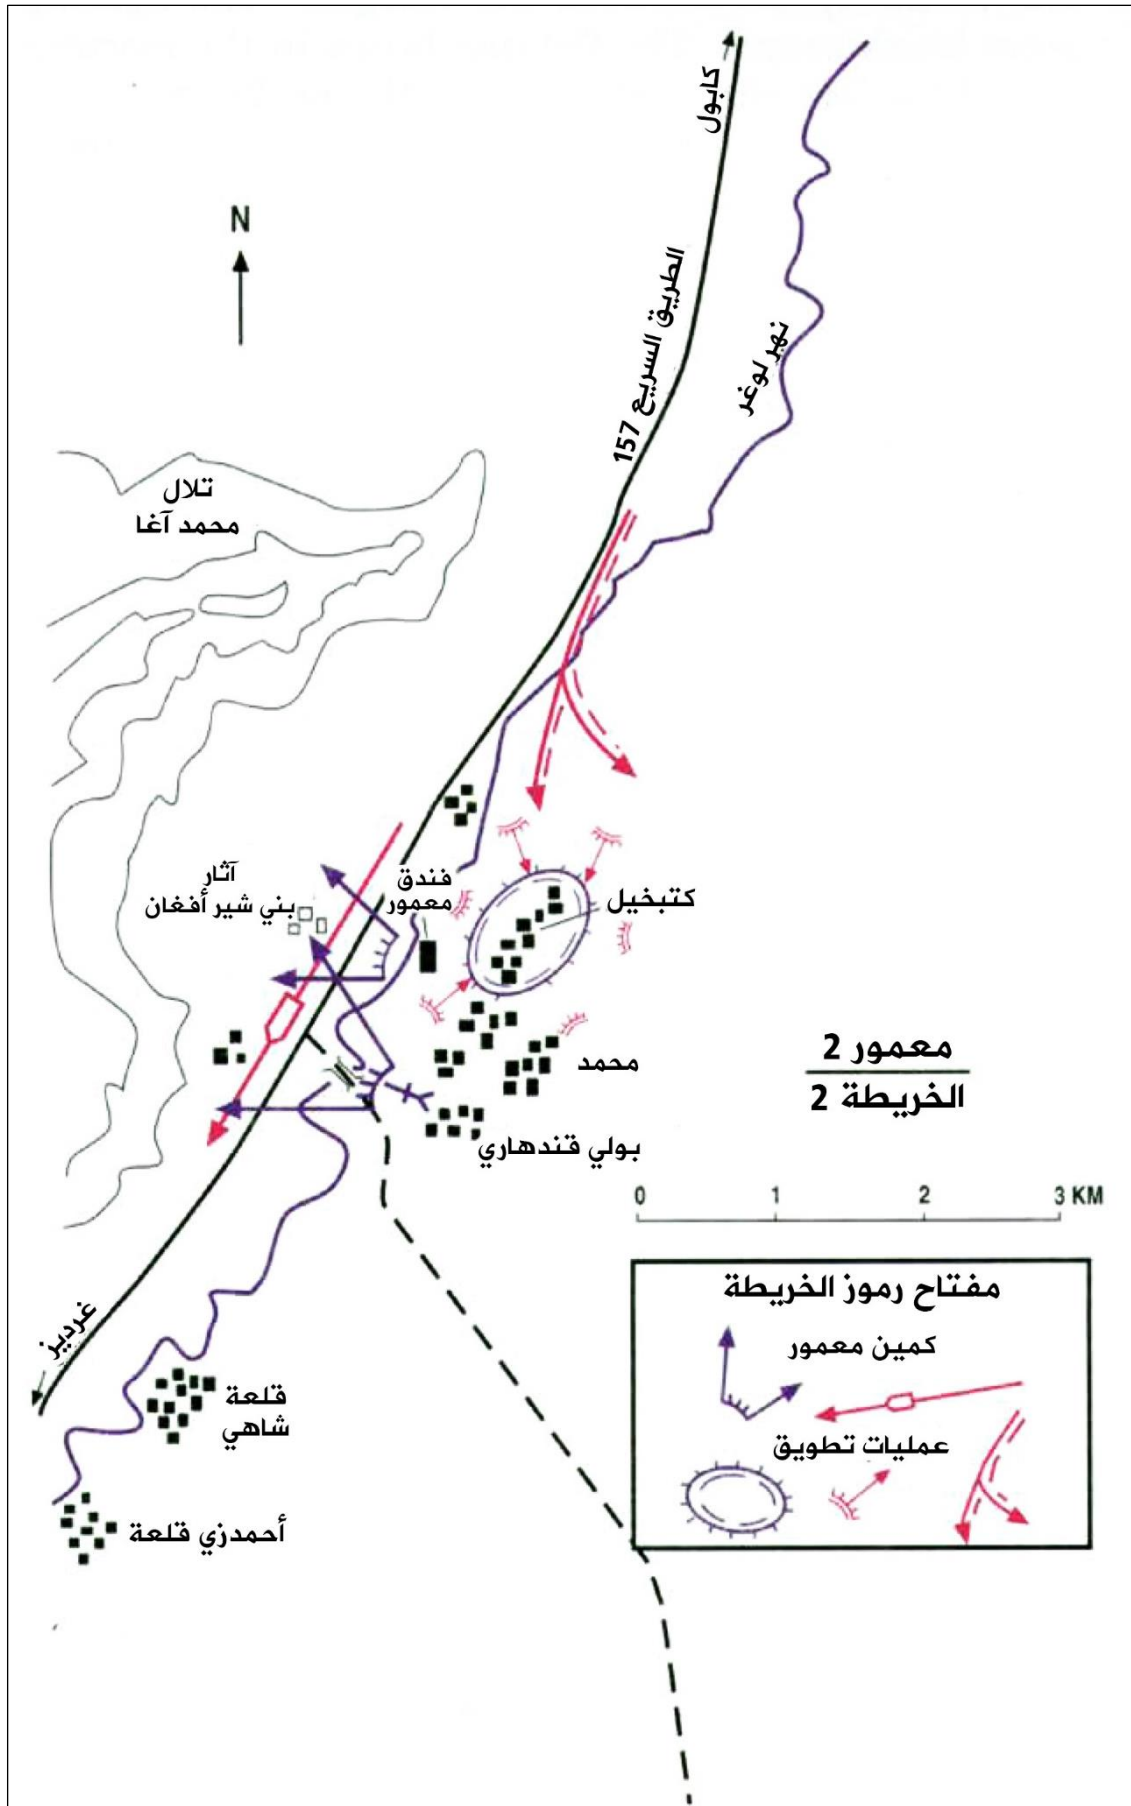 كابول
N
الطريق السريع 157
نهر لوغر
تلال
محمد آغا
آثار
بني شير أفغان
فندق
معمور
كتبخيل
محمد
بولي قندهاري
معمور 2
الخريطة 2
0 1 2 3 KM
مفتاح رموز الخريطة
كمين معمور
عمليات تطويق
غرديز
قلعة
شاهي
أحمدزي قلعة